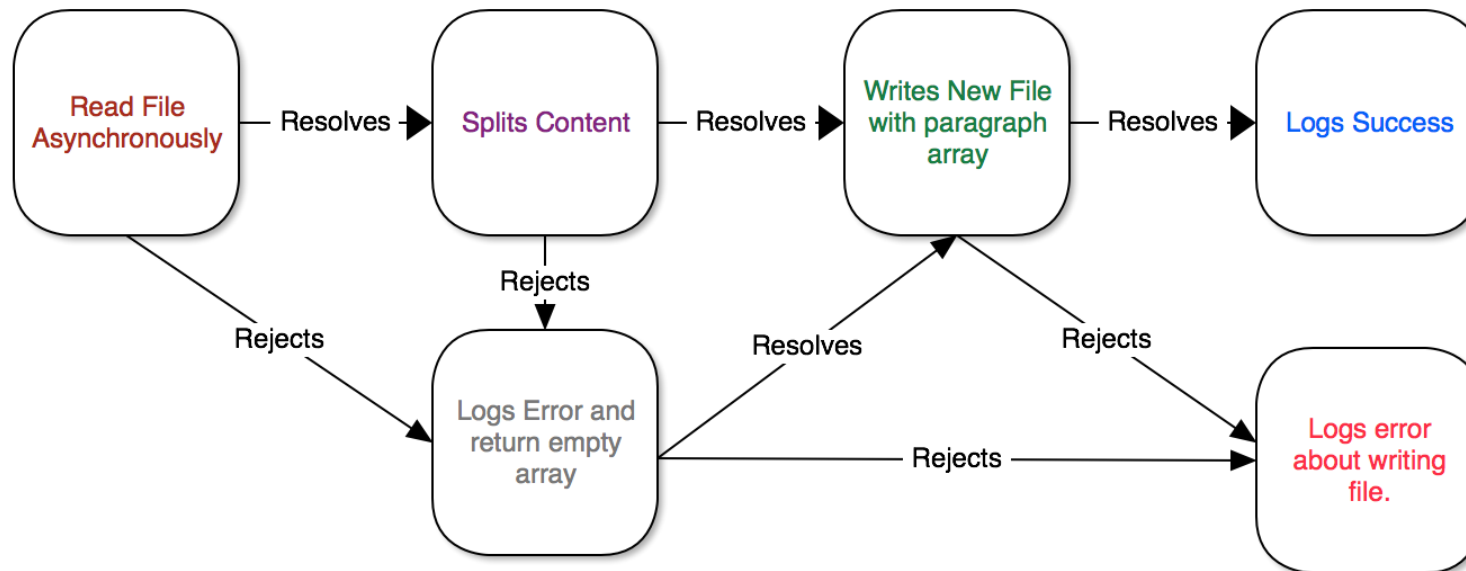 Read File
Asynchronously
Resolves
Splits Content
Resolves
Writes New File
with paragraph
array
Resolves
Logs Success
Rejects
Rejects
Logs Error and
return empty
array
Resolves
Rejects
Rejects
Logs error
about writing
file.